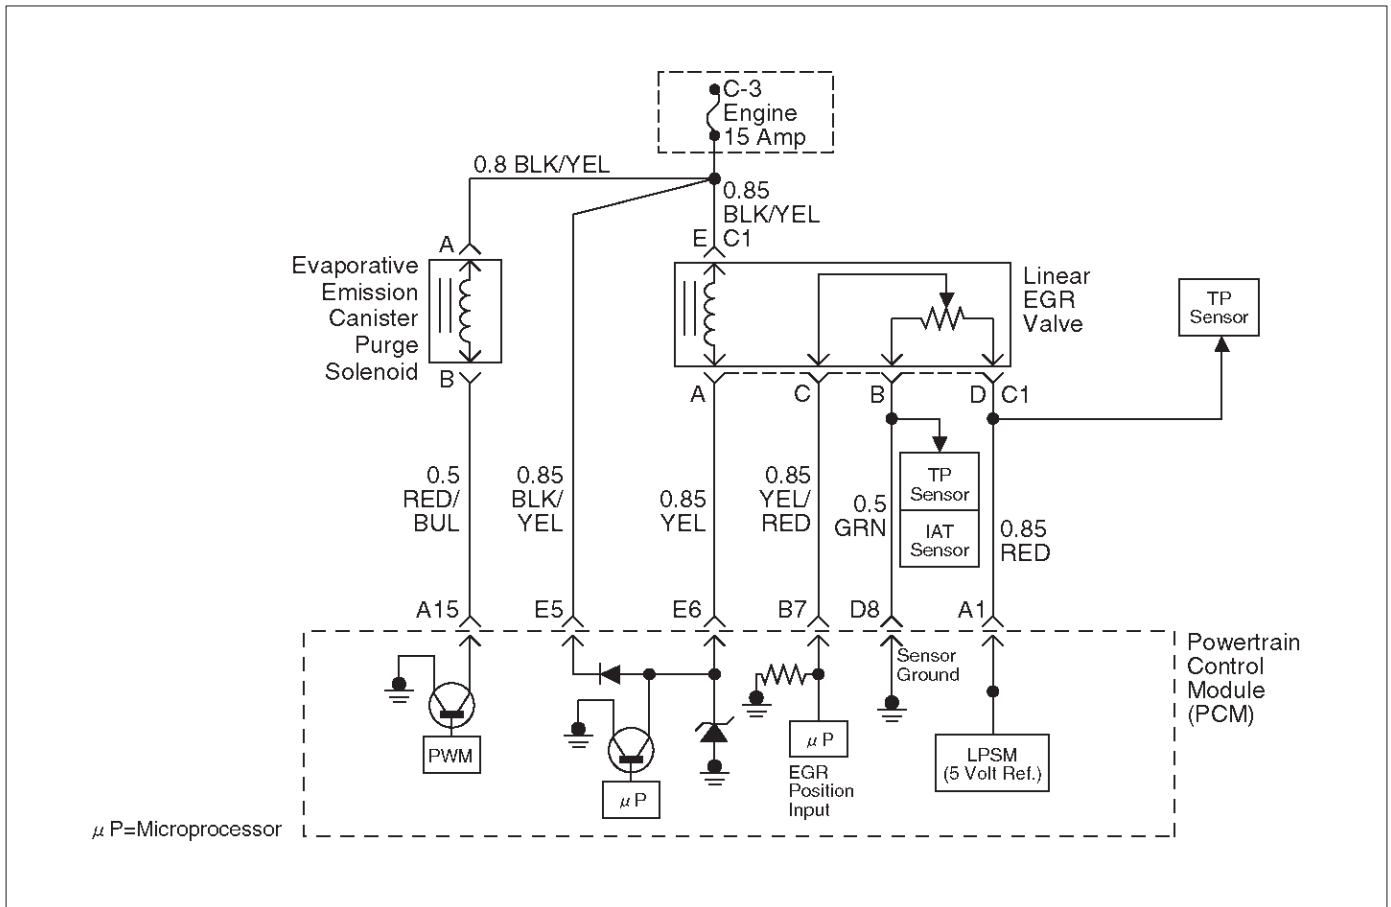 C-3
Engine
15 Amp
0.8 BLK/YEL
0.85
BLK/YEL
A
E
C1
Evaporative
Emission
Canister
Purge
Solenoid
Linear
EGR
Valve
TP
Sensor
B
A
C
B
D
C1
0.5
RED/
BUL
0.85
BLK/
YEL
0.85
YEL
0.85
YEL/
RED
0.5
GRN
TP
Sensor
IAT
Sensor
0.85
RED
A15
E5
E6
B7
D8
A1
Powertrain
Control
Module
(PCM)
Sensor
Ground
PWM
μ P
μ P
EGR
Position
Input
LPSM
(5 Volt Ref.)
μ P=Microprocessor